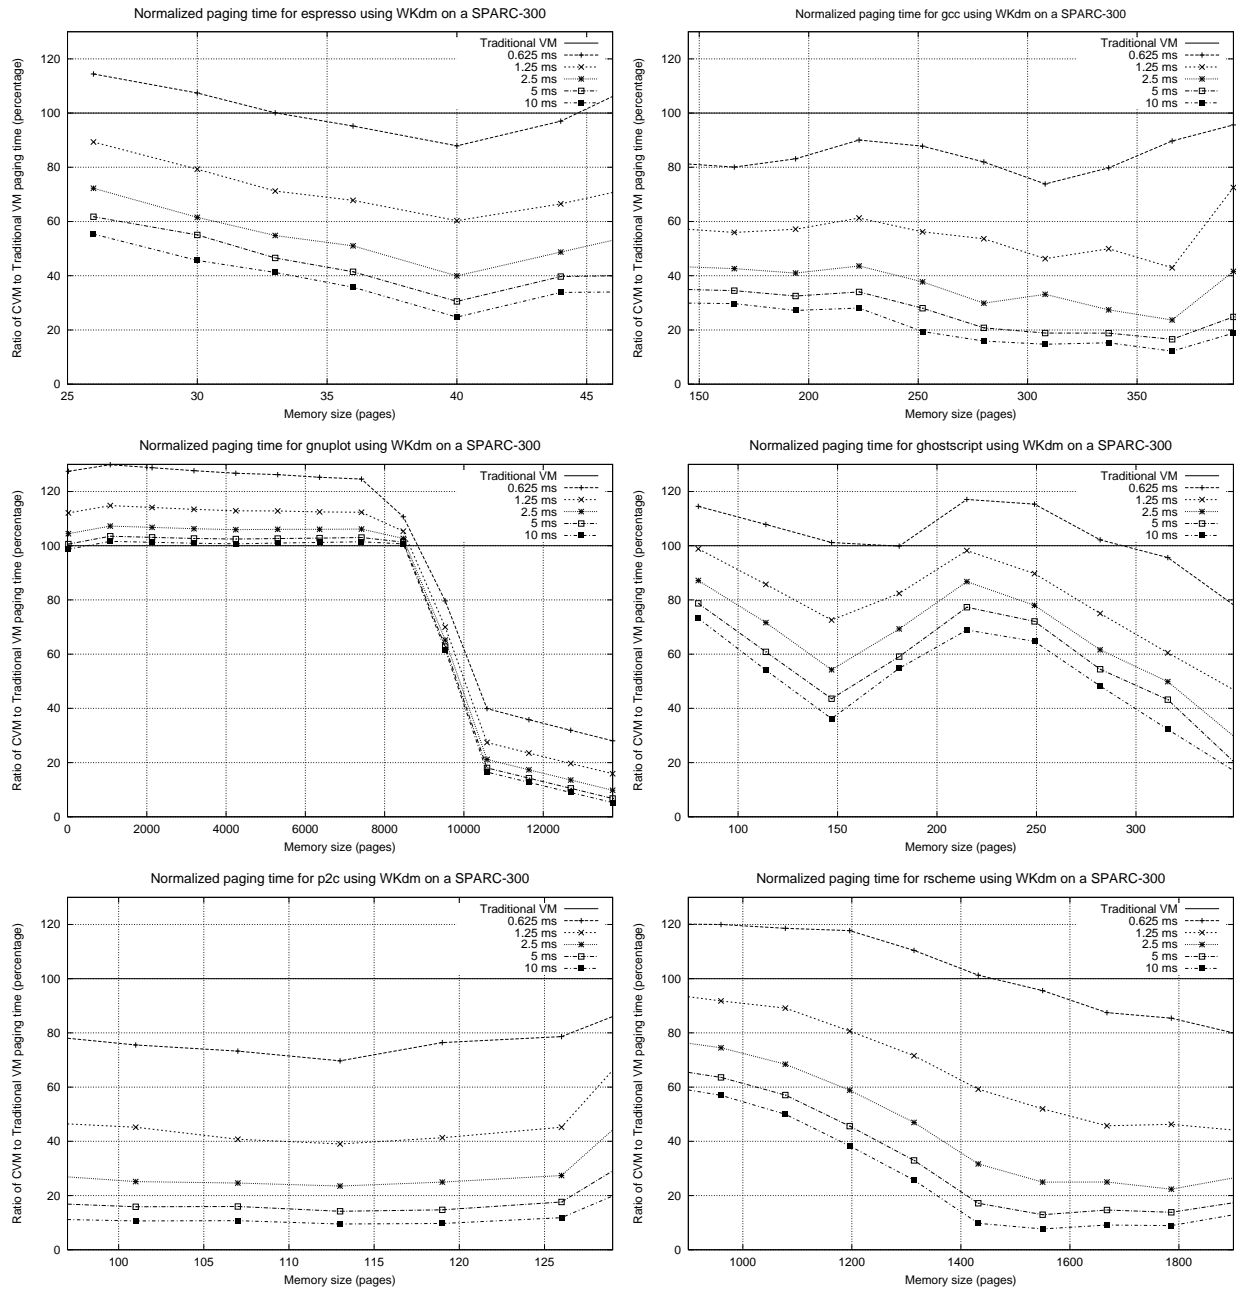 Normalized paging time for espresso using WKdm on a SPARC-300
Ratio of CVM to Traditional VM paging time (percentage)
120
100
80
60
40
20
0
Traditional VM
0.625 ms
1.25 ms
2.5 ms
5 ms
10 ms
25 30 35 40 45
Memory size (pages)
Normalized paging time for gcc using WKdm on a SPARC-300
Ratio of CVM to Traditional VM paging time (percentage)
120
100
80
60
40
20
0
Traditional VM
0.625 ms
1.25 ms
2.5 ms
5 ms
10 ms
150 200 250 300 350
Memory size (pages)
Normalized paging time for gnuplot using WKdm on a SPARC-300
Ratio of CVM to Traditional VM paging time (percentage)
120
100
80
60
40
20
0
Traditional VM
0.625 ms
1.25 ms
2.5 ms
5 ms
10 ms
0 2000 4000 6000 8000 10000 12000
Memory size (pages)
Normalized paging time for ghostscript using WKdm on a SPARC-300
Ratio of CVM to Traditional VM paging time (percentage)
120
100
80
60
40
20
0
Traditional VM
0.625 ms
1.25 ms
2.5 ms
5 ms
10 ms
100 150 200 250 300
Memory size (pages)
Normalized paging time for p2c using WKdm on a SPARC-300
Ratio of CVM to Traditional VM paging time (percentage)
120
100
80
60
40
20
0
Traditional VM
0.625 ms
1.25 ms
2.5 ms
5 ms
10 ms
100 105 110 115 120 125
Memory size (pages)
Normalized paging time for rscheme using WKdm on a SPARC-300
Ratio of CVM to Traditional VM paging time (percentage)
120
100
80
60
40
20
0
Traditional VM
0.625 ms
1.25 ms
2.5 ms
5 ms
10 ms
1000 1200 1400 1600 1800
Memory size (pages)